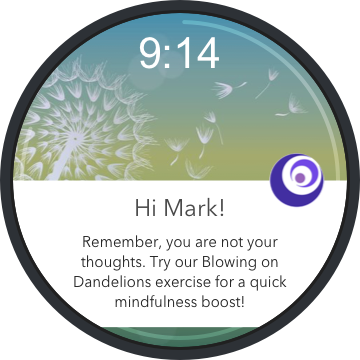 9:14
Hi Mark!
Remember, you are not your
thoughts. Try our Blowing on
Dandelions exercise for a quick
mindfulness boost!